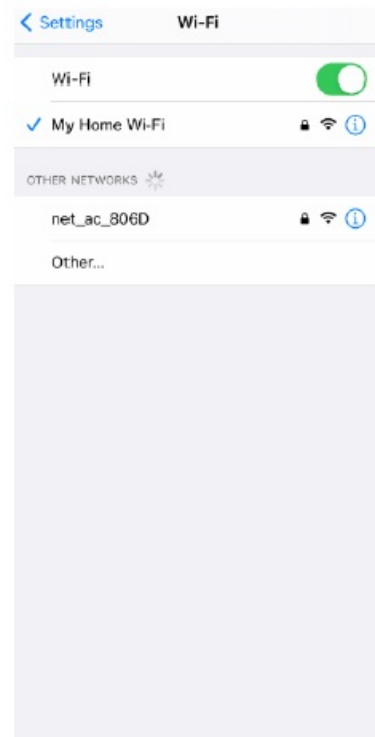 Settings Wi-Fi
Wi-Fi
My Home Wi-Fi
OTHER NETWORKS
net_ac_806D
Other...